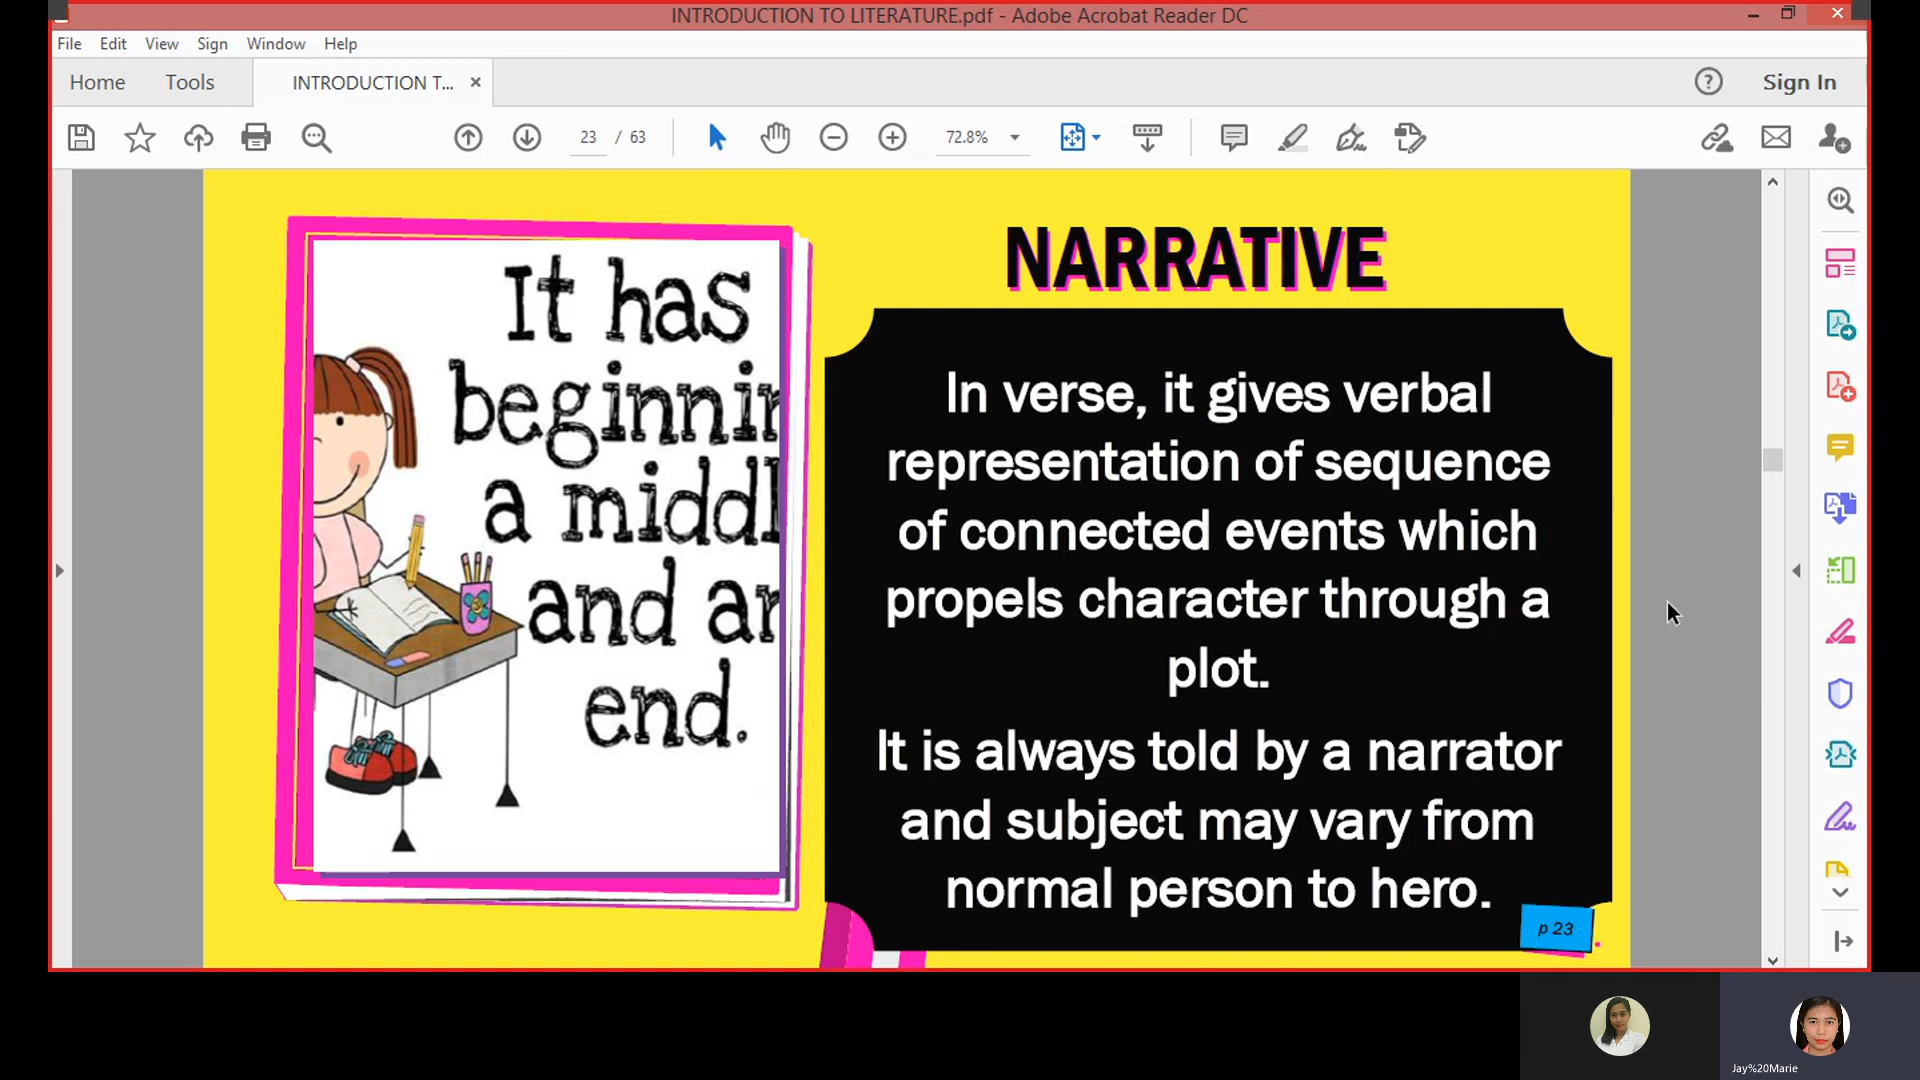 INTRODUCTION TO LITERATURE.pdf - Adobe Acrobat Reader DC
File Edit View Sign Window Help
Home Tools INTRODUCTION T... × Sign In
23 / 63 72.8%
NARRATIVE
It has
beginnin
a middl
and an
end.
In verse, it gives verbal
representation of sequence
of connected events which
propels character through a
plot.
It is always told by a narrator
and subject may vary from
normal person to hero.
p 23
Jay%20Marie